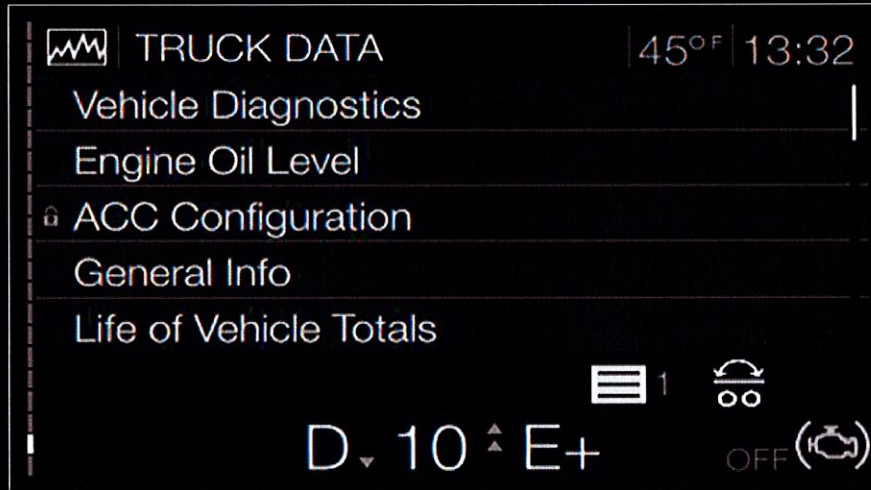 TRUCK DATA 45°F 13:32
Vehicle Diagnostics
Engine Oil Level
ACC Configuration
General Info
Life of Vehicle Totals
1
D 10 E+ OFF